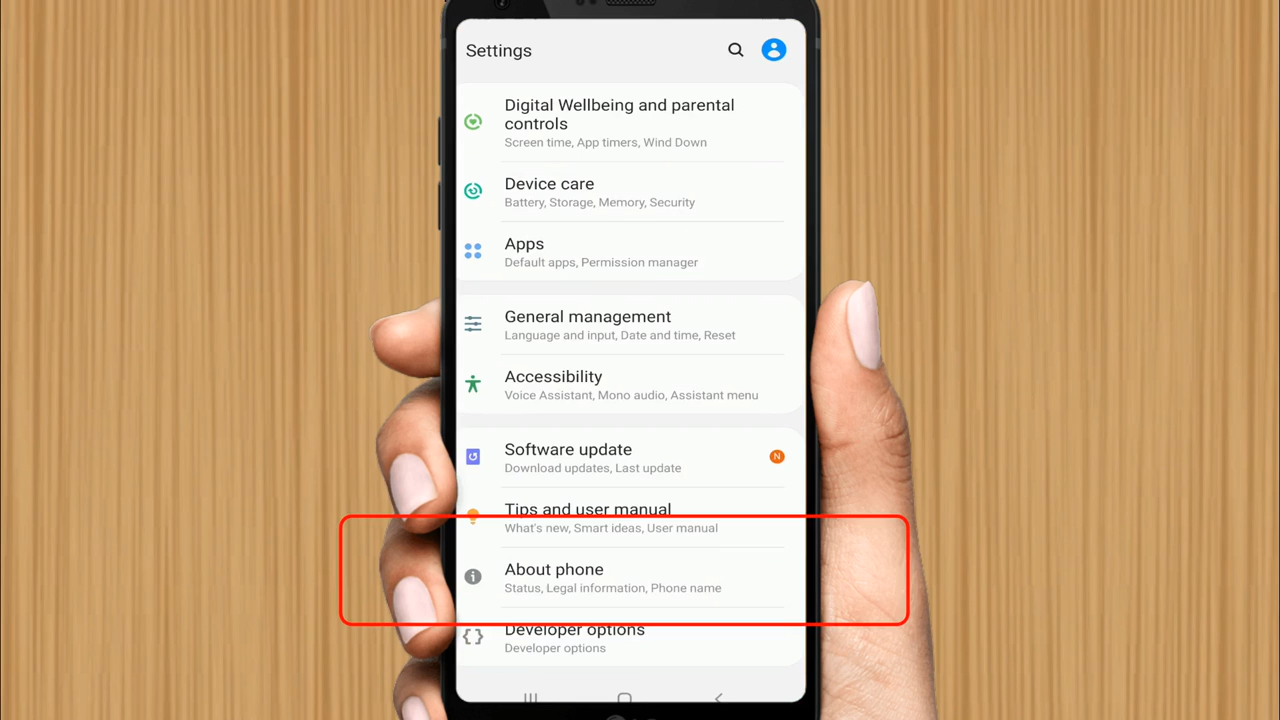 Settings
Digital Wellbeing and parental
controls
Screen time, App timers, Wind Down
Device care
Battery, Storage, Memory, Security
Apps
Default apps, Permission manager
General management
Language and input, Date and time, Reset
Accessibility
Voice Assistant, Mono audio, Assistant menu
Software update
N
Download updates, Last update
Tips and user manual
What's new, Smart ideas, User manual
About phone
Status, Legal information, Phone name
Developer options
Developer options